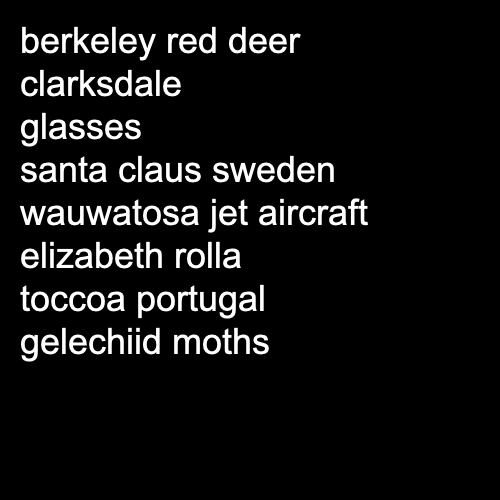 berkeley red deer
clarksdale
glasses
santa claus sweden
wauwatosa jet aircraft
elizabeth rolla
toccoa portugal
gelechiid moths